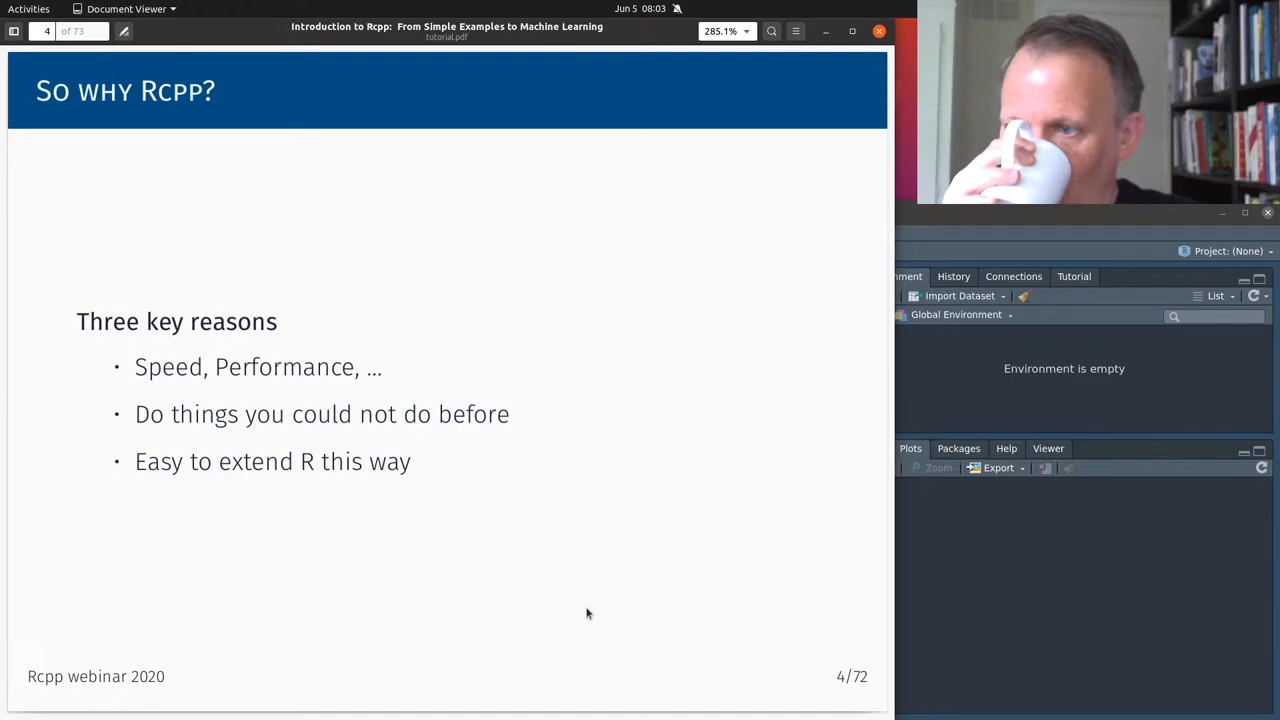 Activities
Document Viewer
Jun 5 08:03
4 of 73
Introduction to Rcpp: From Simple Examples to Machine Learning
tutorial.pdf
285.1%
So why Rcpp?
Three key reasons
• Speed, Performance, ...
• Do things you could not do before
• Easy to extend R this way
Rcpp webinar 2020
4/72
Project: (None)
nment
History
Connections
Tutorial
Import Dataset
List
Global Environment
Environment is empty
Plots
Packages
Help
Viewer
Zoom
Export